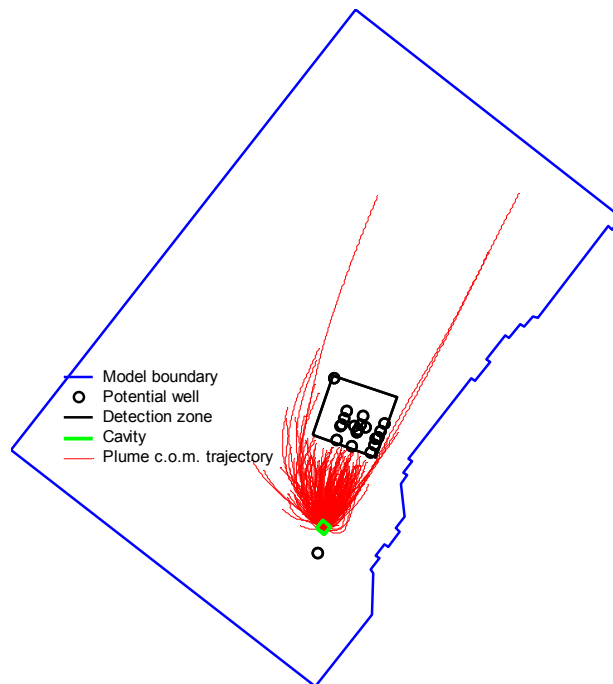 Model boundary
Potential well
Detection zone
Cavity
Plume c.o.m. trajectory